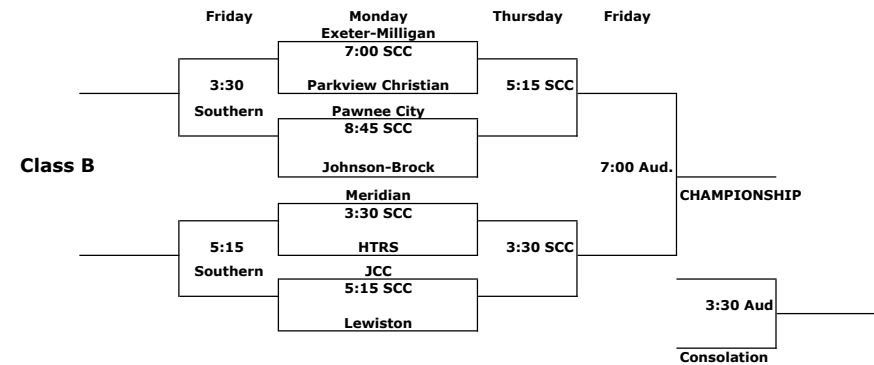 Friday Monday Thursday Friday
Exeter-Milligan
7:00 SCC
3:30 Parkview Christian 5:15 SCC
Southern Pawnee City
8:45 SCC
Class B Johnson-Brock 7:00 Aud.
Meridian CHAMPIONSHIP
3:30 SCC
5:15 HTRS 3:30 SCC
Southern JCC
5:15 SCC
3:30 Aud
Lewiston
Consolation